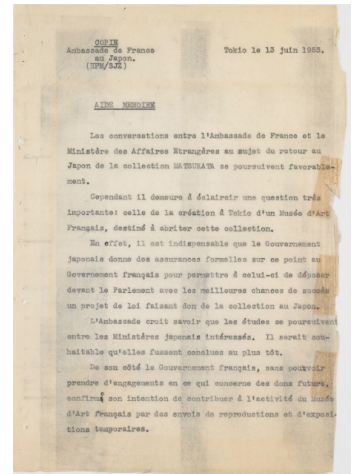 COPIE
Ambassade de France
au Japon.
(HPM/SJZ)
Tokio le 13 juin 1953.
AIDE MEMOIRE
Les conversations entre l'Ambassade de France et le
Ministère des Affaires Etrangères au sujet du retour au
Japon de la collection MATSUKATA se poursuivent favorable-
ment.
Cependant il demeure à éclaircir une question très
importante: celle de la création à Tokio d'un Musée d'Art
Français, destiné à abriter cette collection.
En effet, il est indispensable que le Gouvernement
japonais donne des assurances formelles sur ce point au
Gouvernement français pour permettre à celui-ci de déposer
devant le Parlement avec les meilleures chances de succès
un projet de loi faisant don de la collection au Japon.
L'Ambassade croit savoir que les études se poursuivent
entre les Ministères japonais intéressés. Il serait sou-
haitable qu'elles fussent conclues au plus tôt.
De son côté le Gouvernement français, sans pouvoir
prendre d'engagements en ce qui concerne des dons futurs,
confirme son intention de contribuer à l'activité du Musée
d'Art français par des envois de reproductions et d'exposi-
tions temporaires.